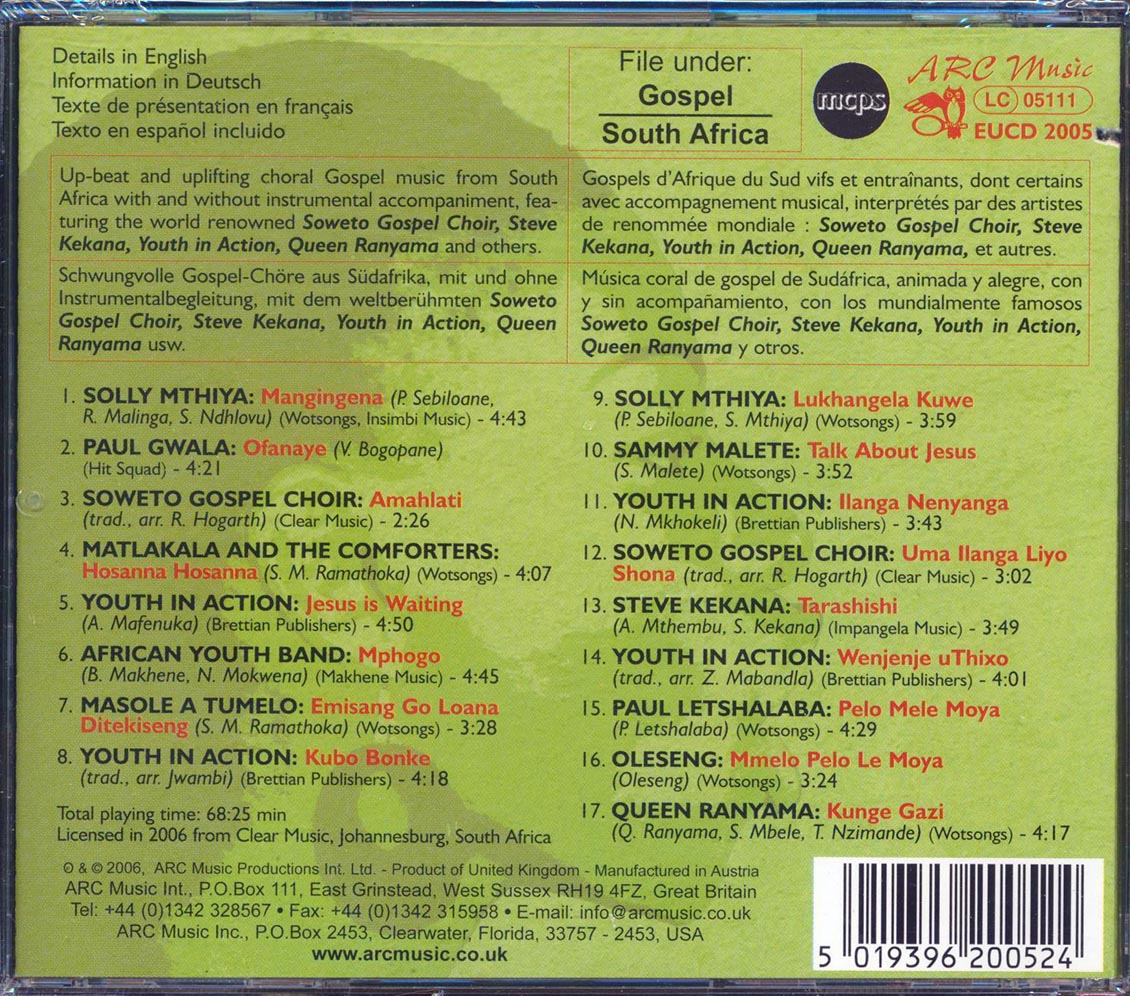 Details in English
Information in Deutsch
Texte de présentation en français
Texto en español incluido
File under:
Gospel
South Africa
mcps
ARC Music
LC 05111
EUCD 2005
Up-beat and uplifting choral Gospel music from South
Africa with and without instrumental accompaniment, fea-
turing the world renowned Soweto Gospel Choir, Steve
Kekana, Youth in Action, Queen Ranyama and others.
Gospels d'Afrique du Sud vifs et entraînants, dont certains
avec accompagnement musical, interprétés par des artistes
de renommée mondiale : Soweto Gospel Choir, Steve
Kekana, Youth in Action, Queen Ranyama, et autres.
Schwungvolle Gospel-Chöre aus Südafrika, mit und ohne
Instrumentalbegleitung, mit dem weltberühmten Soweto
Gospel Choir, Steve Kekana, Youth in Action, Queen
Ranyama usw.
Música coral de gospel de Sudáfrica, animada y alegre, con
y sin acompañamiento, con los mundialmente famosos
Soweto Gospel Choir, Steve Kekana, Youth in Action,
Queen Ranyama y otros.
1. SOLLY MTHIYA: Mangingena (P. Sebiloane,
R. Malinga, S. Ndhlovu) (Wotsongs, Insimbi Music) - 4:43
2. PAUL GWALA: Ofanaye (V. Bogopane)
(Hit Squad) - 4:21
3. SOWETO GOSPEL CHOIR: Amahlati
(trad., arr. R. Hogarth) (Clear Music) - 2:26
4. MATLAKALA AND THE COMFORTERS:
Hosanna Hosanna (S. M. Ramathoka) (Wotsongs) - 4:07
5. YOUTH IN ACTION: Jesus is Waiting
(A. Mafenuka) (Brettian Publishers) - 4:50
6. AFRICAN YOUTH BAND: Mphogo
(B. Makhene, N. Mokwena) (Makhene Music) - 4:45
7. MASOLE A TUMELO: Emisang Go Loana
Ditekiseng (S. M. Ramathoka) (Wotsongs) - 3:28
8. YOUTH IN ACTION: Kubo Bonke
(trad., arr. Jwambi) (Brettian Publishers) - 4:18
9. SOLLY MTHIYA: Lukhangela Kuwe
(P. Sebiloane, S. Mthiya) (Wotsongs) - 3:59
10. SAMMY MALETE: Talk About Jesus
(S. Malete) (Wotsongs) - 3:52
11. YOUTH IN ACTION: Ilanga Nenyanga
(N. Mkhokeli) (Brettian Publishers) - 3:43
12. SOWETO GOSPEL CHOIR: Uma Ilanga Liyo
Shona (trad., arr. R. Hogarth) (Clear Music) - 3:02
13. STEVE KEKANA: Tarashishi
(A. Mthembu, S. Kekana) (Impangela Music) - 3:49
14. YOUTH IN ACTION: Wenjenje uThixo
(trad., arr. Z. Mabandla) (Brettian Publishers) - 4:01
15. PAUL LETSHALABA: Pelo Mele Moya
(P. Letshalaba) (Wotsongs) - 4:29
16. OLESENG: Mmelo Pelo Le Moya
(Oleseng) (Wotsongs) - 3:24
17. QUEEN RANYAMA: Kunge Gazi
(Q. Ranyama, S. Mbele, T. Nzimande) (Wotsongs) - 4:17
Total playing time: 68:25 min
Licensed in 2006 from Clear Music, Johannesburg, South Africa
℗ & © 2006, ARC Music Productions Int. Ltd. - Product of United Kingdom - Manufactured in Austria
ARC Music Int., P.O.Box 111, East Grinstead, West Sussex RH19 4FZ, Great Britain
Tel: +44 (0)1342 328567 • Fax: +44 (0)1342 315958 • E-mail: info@arcmusic.co.uk
ARC Music Inc., P.O.Box 2453, Clearwater, Florida, 33757 - 2453, USA
www.arcmusic.co.uk
5 019396 200524